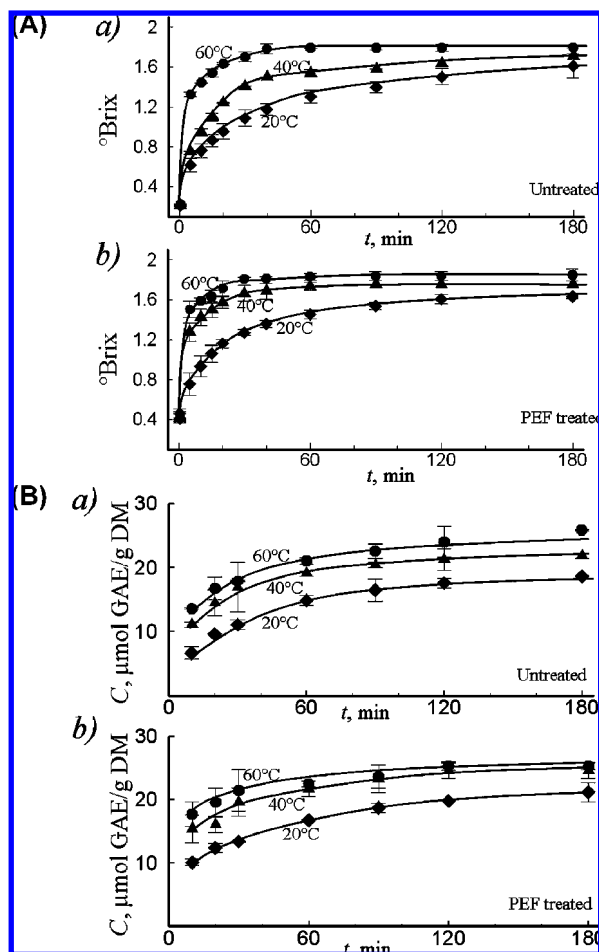 (A)
a)
2
1.6
1.2
0.8
0.4
°Brix
60°C
40°C
20°C
Untreated
0
60
120
180
t, min
b)
2
1.6
1.2
0.8
0.4
°Brix
60°C
40°C
20°C
PEF treated
0
60
120
180
t, min
(B)
a)
30
20
10
C, μmol GAE/g DM
60°C
40°C
20°C
Untreated
0
60
120
180
t, min
b)
30
20
10
C, μmol GAE/g DM
60°C
40°C
20°C
PEF treated
0
60
120
180
t, min